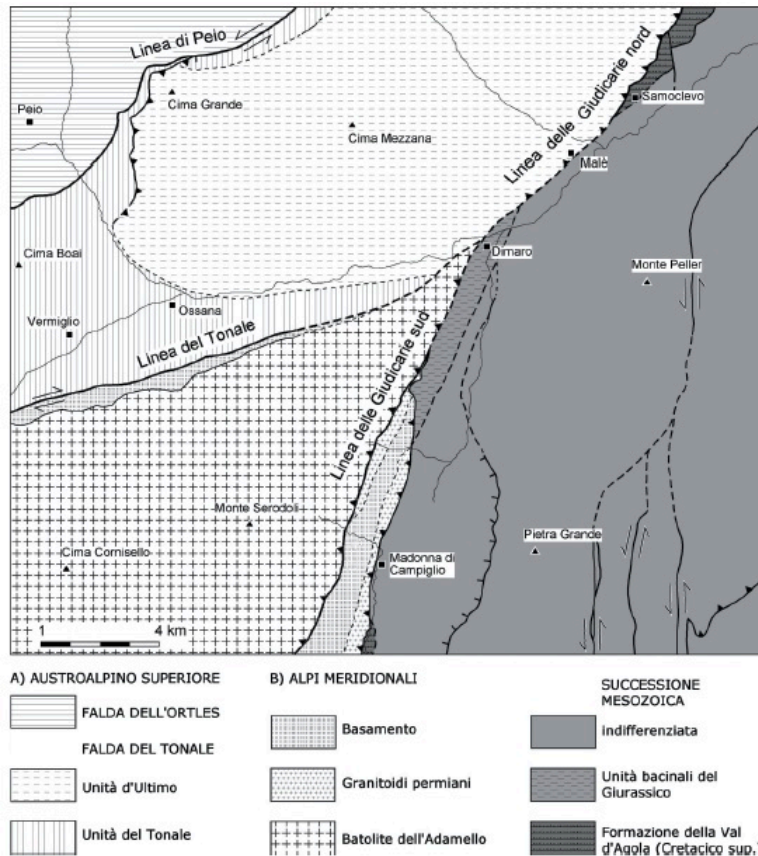 Linea di Peio
Cima Grande
Peio
Cima Mezzana
Linea delle Giudicarie nord
Samoclevo
Malè
Cima Boai
Dimaro
Monte Peller
Ossana
Vermiglio
Linea del Tonale
Linea delle Giudicarie sud
Monte Serodoli
Pietra Grande
Cima Cornisello
Madonna di
Campiglio
1 4 km
A) AUSTROALPINO SUPERIORE
FALDA DELL'ORTLES
FALDA DEL TONALE
Unità d'Ultimo
Unità del Tonale
B) ALPI MERIDIONALI
Basamento
Granitoidi permiani
Batolite dell'Adamello
SUCCESSIONE
MESOZOICA
indifferenziata
Unità bacinali del
Giurassico
Formazione della Val
d'Agola (Cretacico sup.)